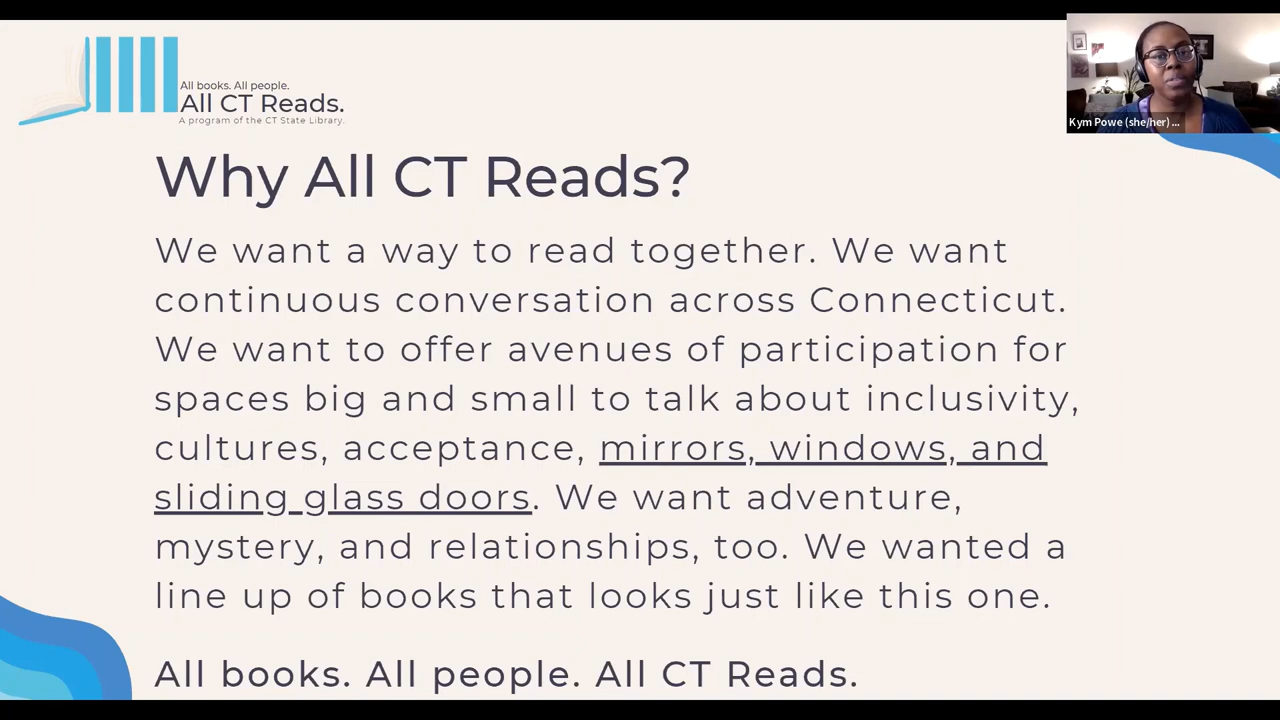 All books. All people.
All CT Reads.
A program of the CT State Library.
Kym Powe (she/her) ...
Why All CT Reads?
We want a way to read together. We want
continuous conversation across Connecticut.
We want to offer avenues of participation for
spaces big and small to talk about inclusivity,
cultures, acceptance, mirrors, windows, and
sliding glass doors. We want adventure,
mystery, and relationships, too. We wanted a
line up of books that looks just like this one.
All books. All people. All CT Reads.